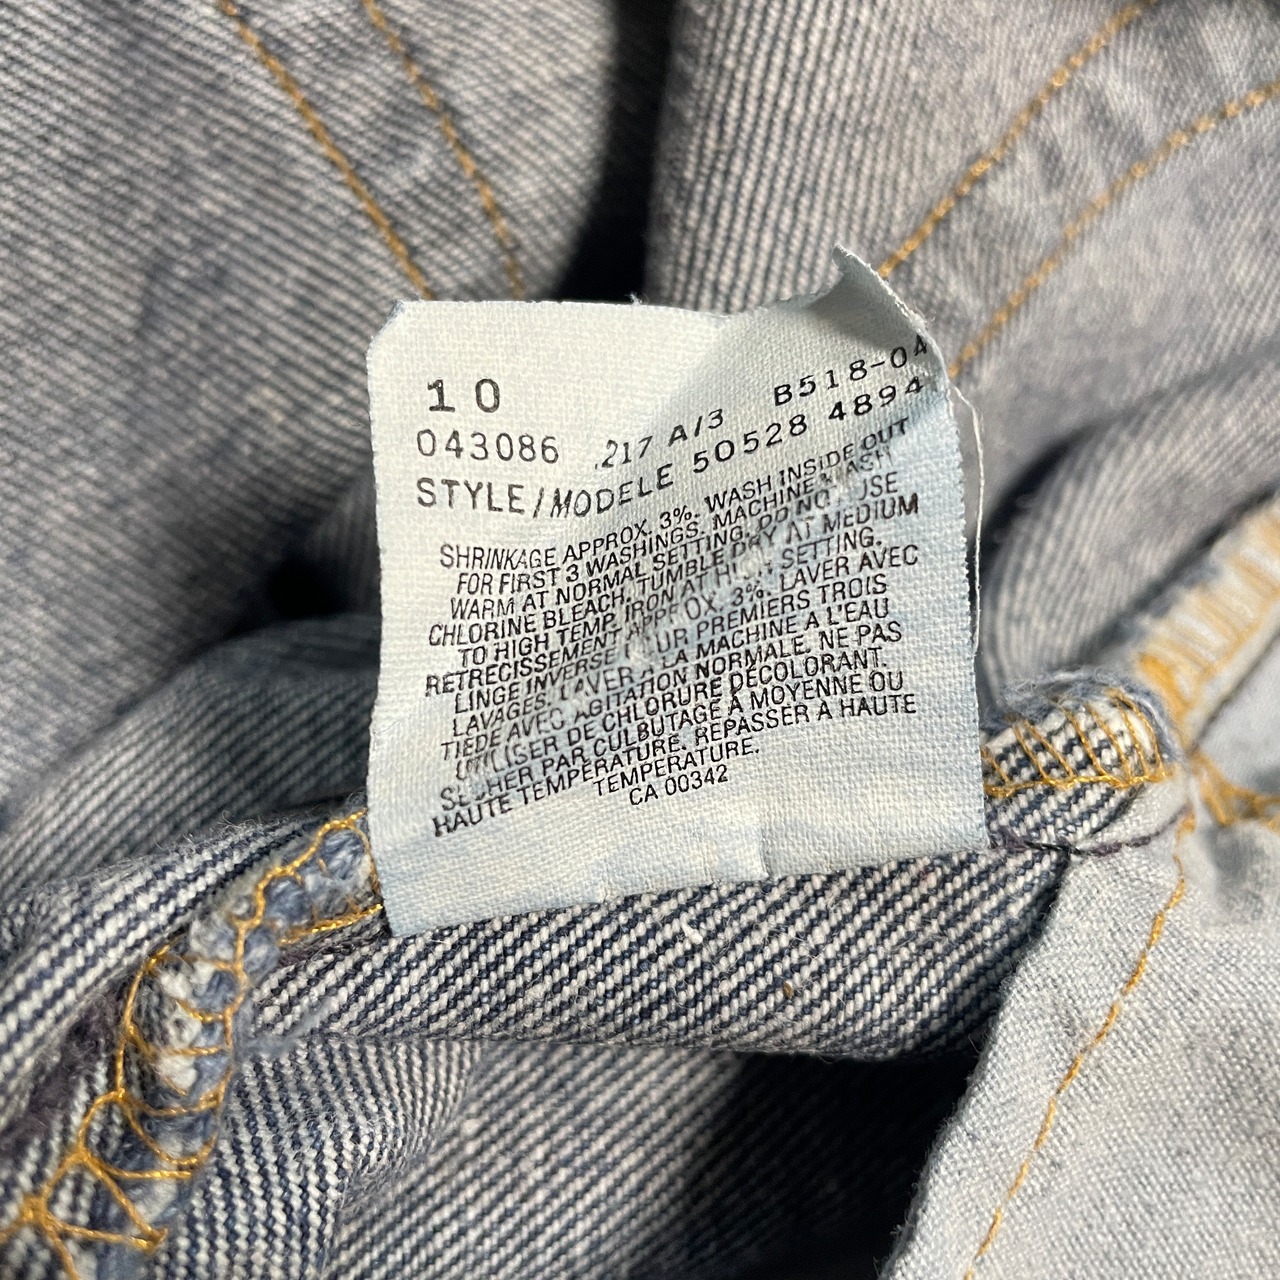 10
043086 217 A/3 B518-04
STYLE/MODELE 50528 4894
SHRINKAGE APPROX. 3%. WASH INSIDE OUT
FOR FIRST 3 WASHINGS. MACHINE WASH
WARM AT NORMAL SETTING. DO NOT USE
CHLORINE BLEACH. TUMBLE DRY AT MEDIUM
TO HIGH TEMP. IRON AT HIGH SETTING.
RETRECISSEMENT APPROX. 3%. LAVER AVEC
LINGE INVERSE POUR PREMIERS TROIS
LAVAGES. LAVER A LA MACHINE A L'EAU
TIEDE AVEC AGITATION NORMALE. NE PAS
UTILISER DE CHLORURE DÉCOLORANT.
SECHER PAR CULBUTAGE À MOYENNE OU
HAUTE TEMPÉRATURE. REPASSER A HAUTE
TEMPERATURE.
CA 00342